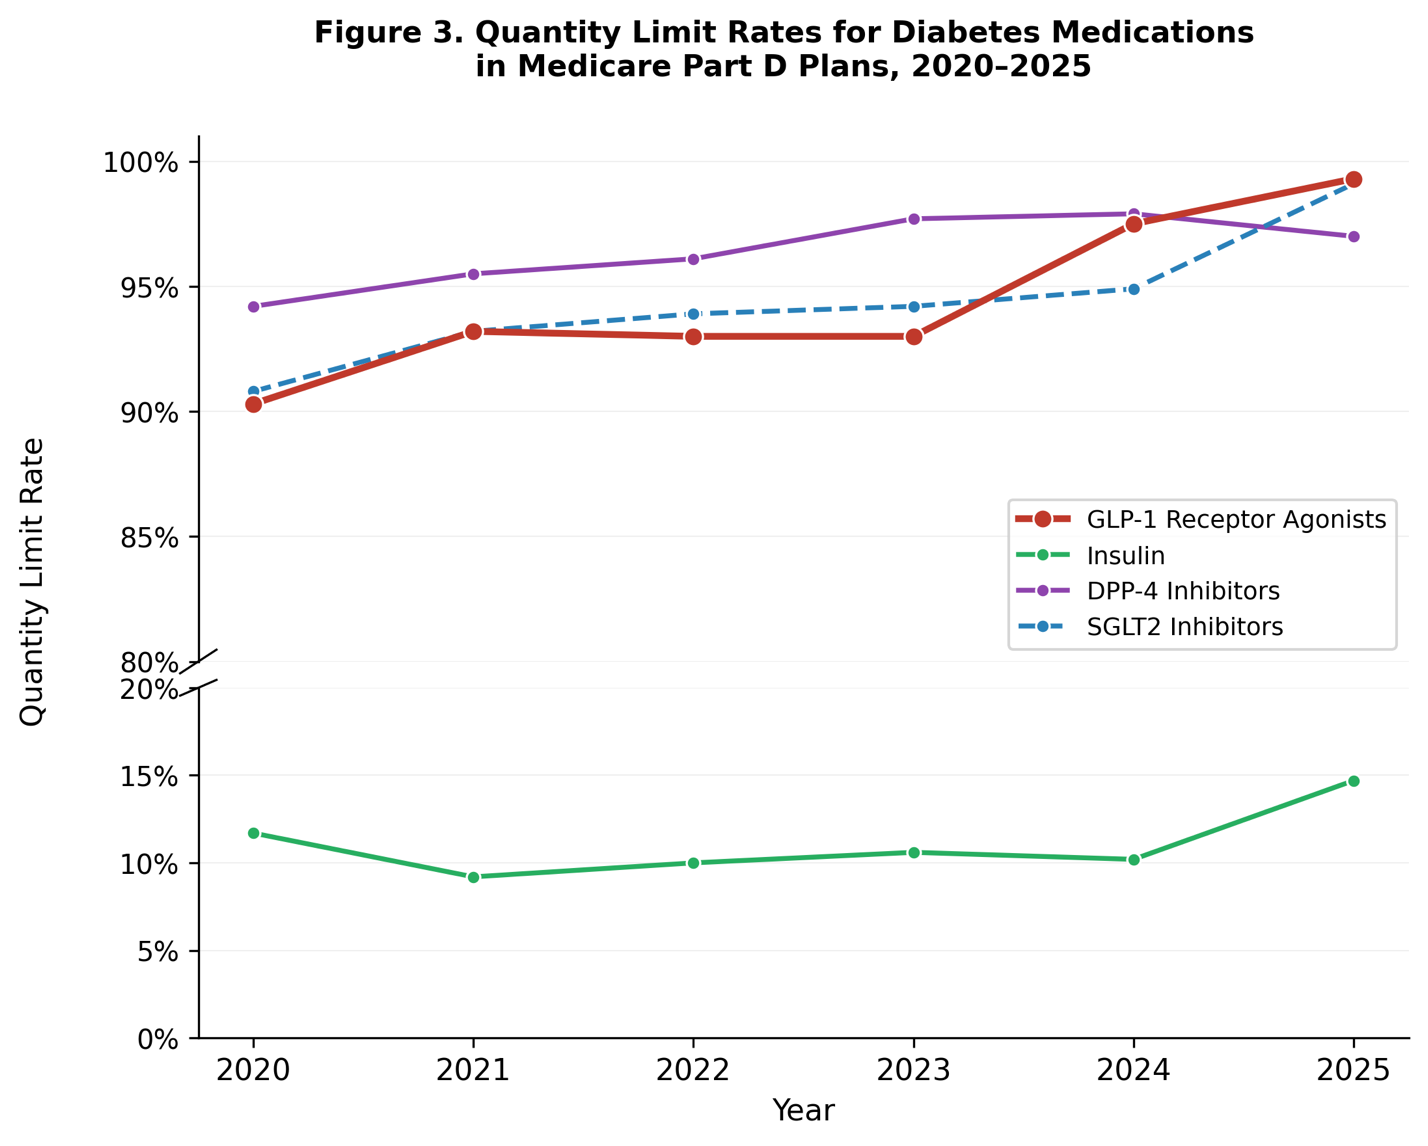 Figure 3. Quantity Limit Rates for Diabetes Medications
in Medicare Part D Plans, 2020–2025
Quantity Limit Rate
100%
95%
90%
85%
80%
20%
15%
10%
5%
0%
GLP-1 Receptor Agonists
Insulin
DPP-4 Inhibitors
SGLT2 Inhibitors
2020 2021 2022 2023 2024 2025
Year